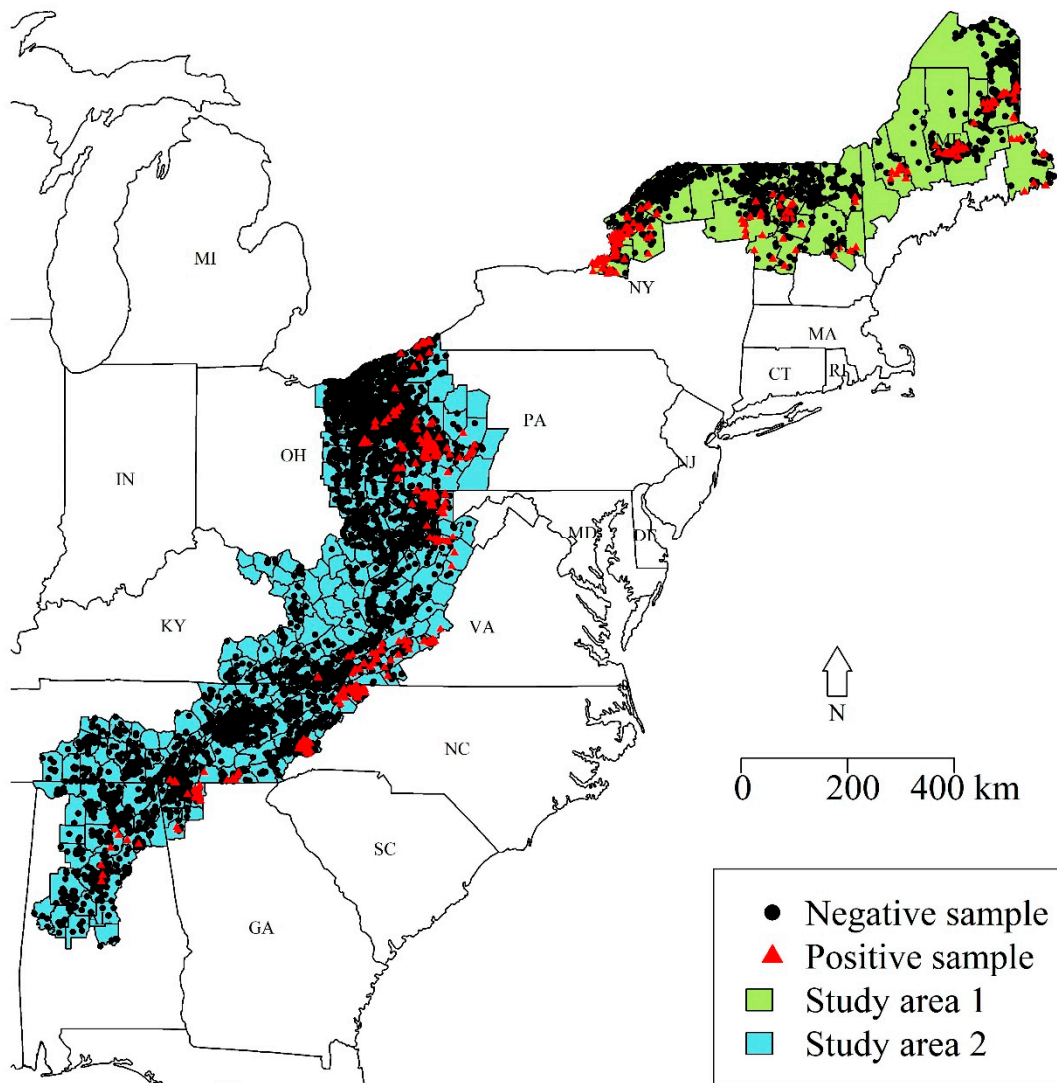 ME
MI
NY
MA
CT
RI
PA
OH
NJ
IN
MD
DE
KY
VA
N
NC
0 200 400 km
SC
GA
Negative sample
Positive sample
Study area 1
Study area 2